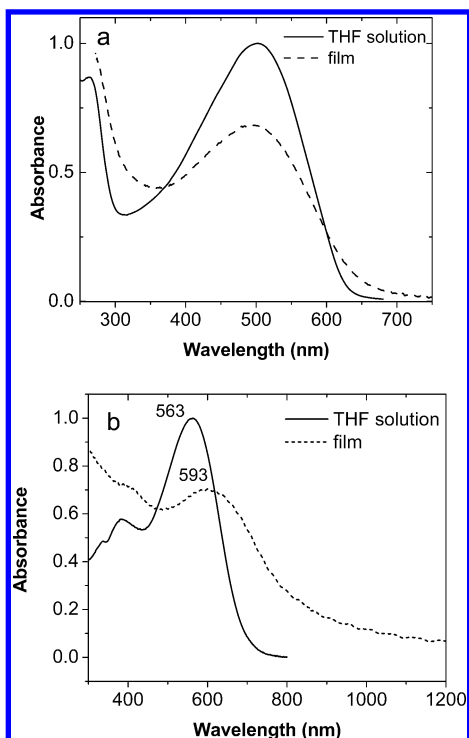 a
THF solution
film
1.0
0.5
0.0
Absorbance
300 400 500 600 700
Wavelength (nm)
b
563
THF solution
film
593
1.0
0.8
0.6
0.4
0.2
0.0
Absorbance
400 600 800 1000 1200
Wavelength (nm)